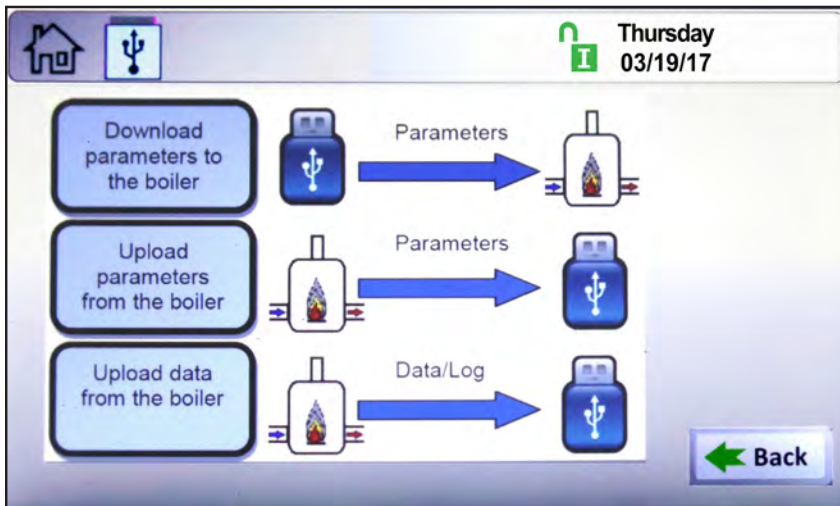 Thursday
03/19/17
I
Download
parameters to
the boiler
Parameters
Upload
parameters
from the boiler
Parameters
Upload data
from the boiler
Data/Log
Back